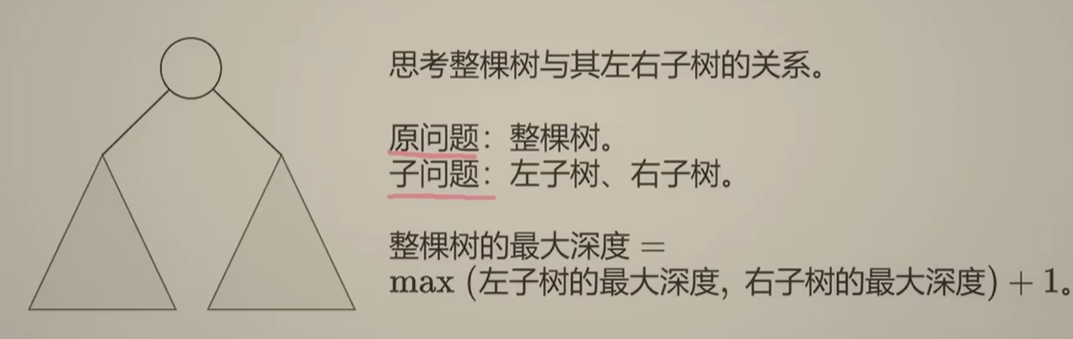 思考整棵树与其左右子树的关系。
原问题：整棵树。
子问题：左子树、右子树。
整棵树的最大深度 =
max (左子树的最大深度, 右子树的最大深度) + 1。